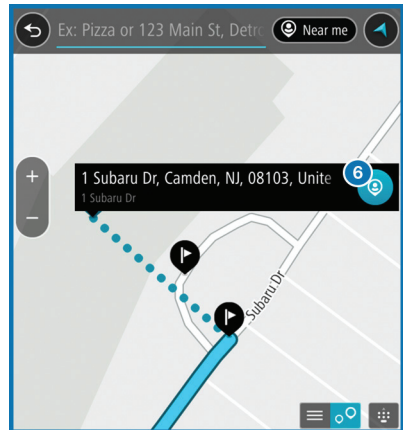 Ex: Pizza or 123 Main St, Detrc
Near me
1 Subaru Dr, Camden, NJ, 08103, Unite
1 Subaru Dr
6
Subaru Dr